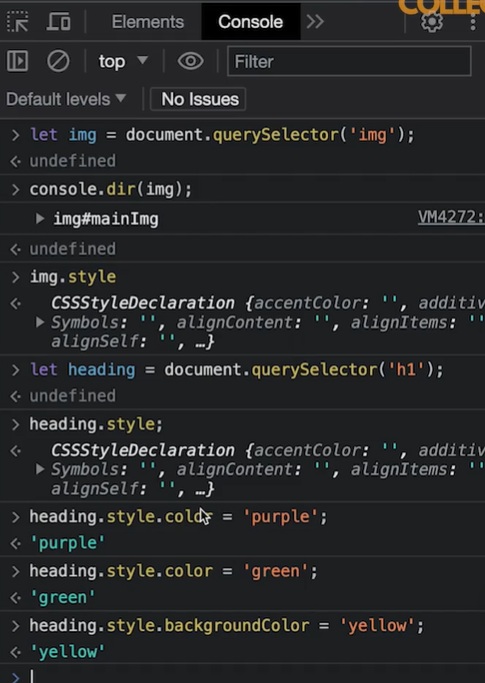 COLLEC
Elements Console
top Filter
Default levels No Issues
let img = document.querySelector('img');
undefined
console.dir(img);
img#mainImg VM4272:
undefined
img.style
CSSStyleDeclaration {accentColor: '', additiv
Symbols: '', alignContent: '', alignItems: ''
alignSelf: '', …}
let heading = document.querySelector('h1');
undefined
heading.style;
CSSStyleDeclaration {accentColor: '', additiv
Symbols: '', alignContent: '', alignItems: ''
alignSelf: '', …}
heading.style.color = 'purple';
'purple'
heading.style.color = 'green';
'green'
heading.style.backgroundColor = 'yellow';
'yellow'